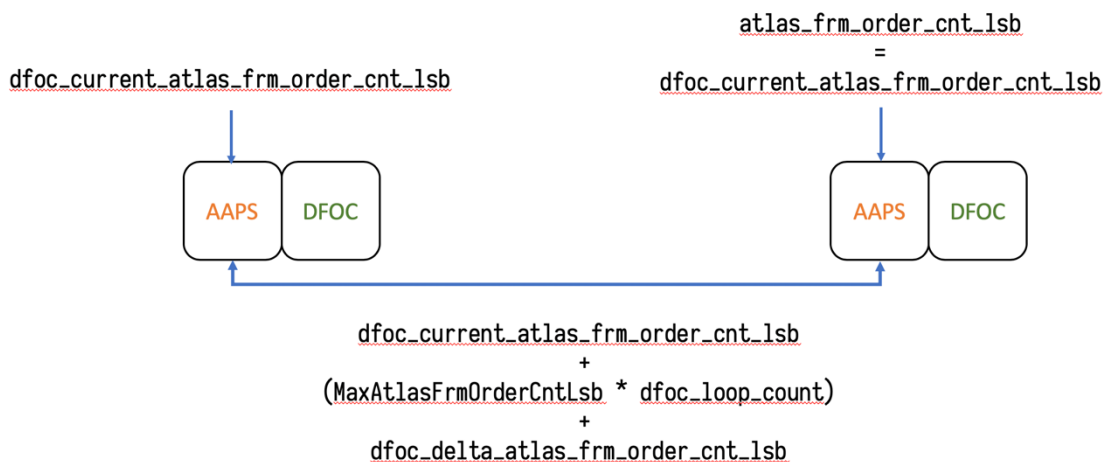 atlas_frm_order_cnt_lsb
=
dfoc_current_atlas_frm_order_cnt_lsb
dfoc_current_atlas_frm_order_cnt_lsb
AAPS
DFOC
AAPS
DFOC
dfoc_current_atlas_frm_order_cnt_lsb
+
(MaxAtlasFrmOrderCntLsb * dfoc_loop_count)
+
dfoc_delta_atlas_frm_order_cnt_lsb